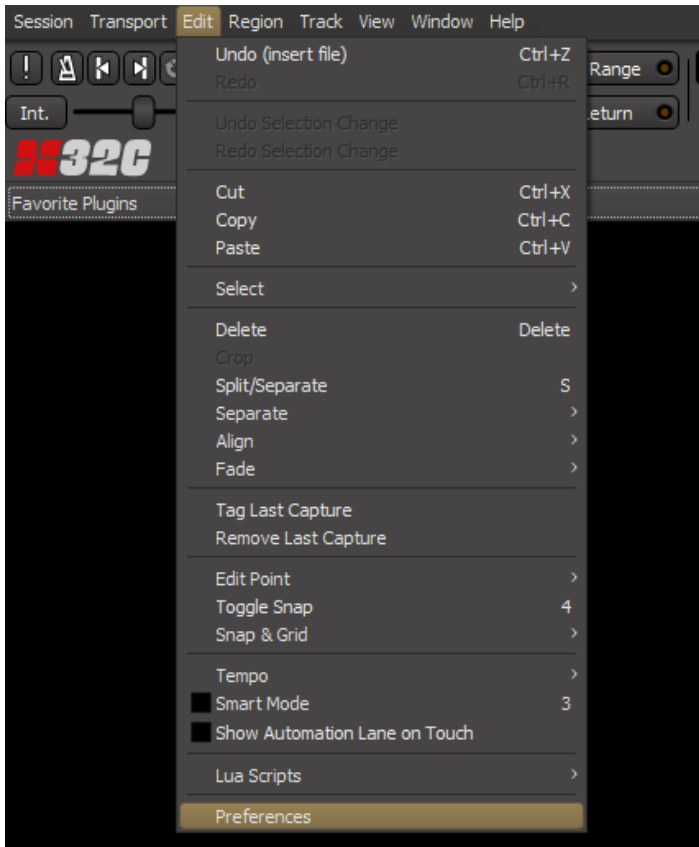 Session Transport Edit Region Track View Window Help
Undo (insert file) Ctrl+Z
Range
Redo Ctrl+R
Int.
eturn
Undo Selection Change
Redo Selection Change
32C
Favorite Plugins
Cut Ctrl+X
Copy Ctrl+C
Paste Ctrl+V
Select
Delete Delete
Crop
Split/Separate S
Separate
Align
Fade
Tag Last Capture
Remove Last Capture
Edit Point
Toggle Snap 4
Snap & Grid
Tempo
Smart Mode 3
Show Automation Lane on Touch
Lua Scripts
Preferences